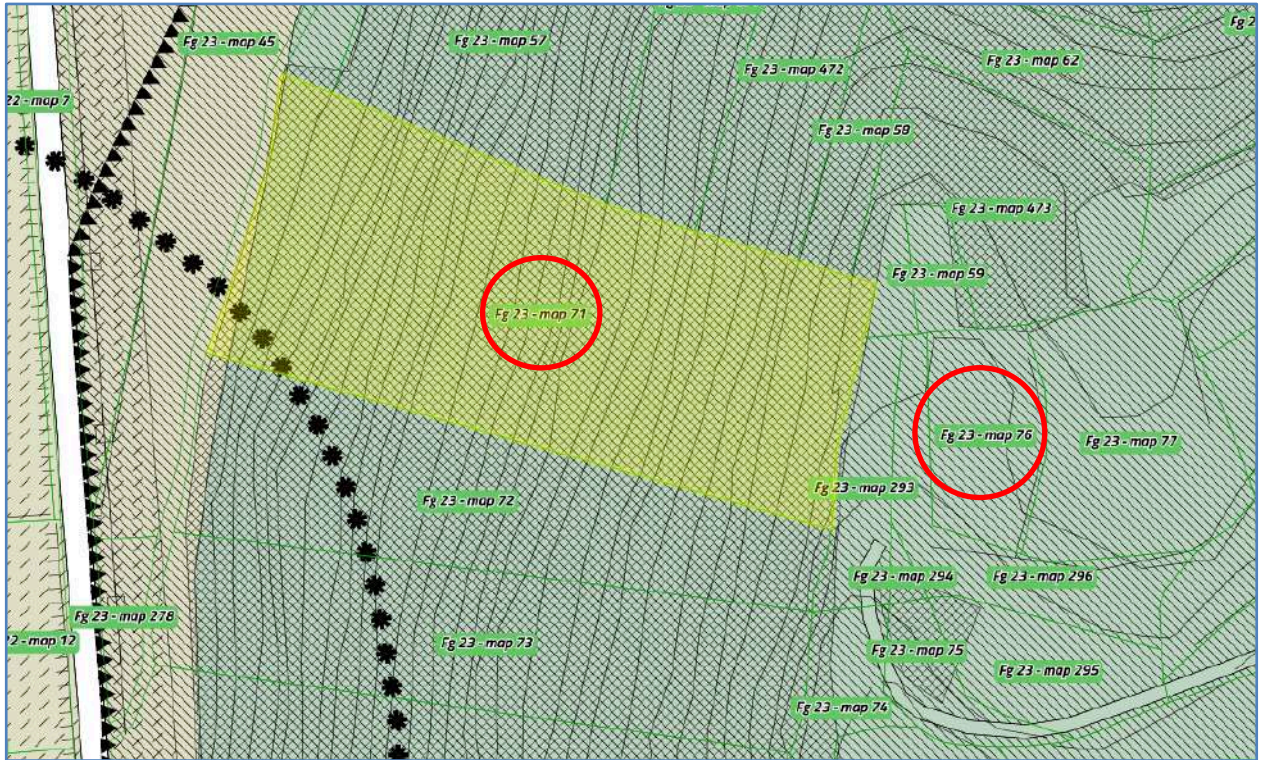 Fg 23 - map 45
Fg 23 - map 57
Fg 23 - map 472
Fg 23 - map 62
22 - map 7
Fg 23 - map 58
Fg 23 - map 473
Fg 23 - map 59
Fg 23 - map 71
Fg 23 - map 76
Fg 23 - map 77
Fg 23 - map 293
Fg 23 - map 72
Fg 23 - map 294
Fg 23 - map 296
Fg 23 - map 278
2 - map 12
Fg 23 - map 73
Fg 23 - map 75
Fg 23 - map 295
Fg 23 - map 74